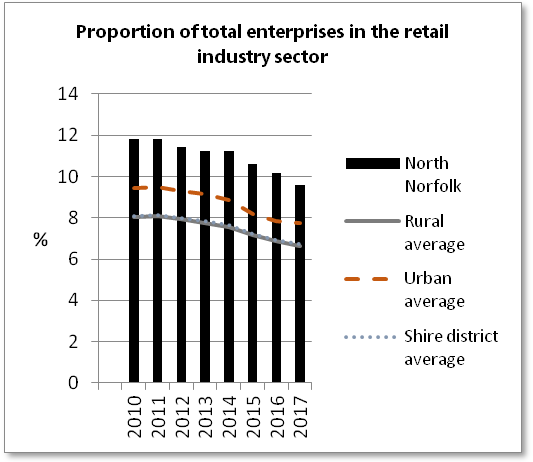 Proportion of total enterprises in the retail
industry sector
14
12
10
8
6
4
2
0
%
2010
2011
2012
2013
2014
2015
2016
2017
North
Norfolk
Rural
average
Urban
average
Shire district
average